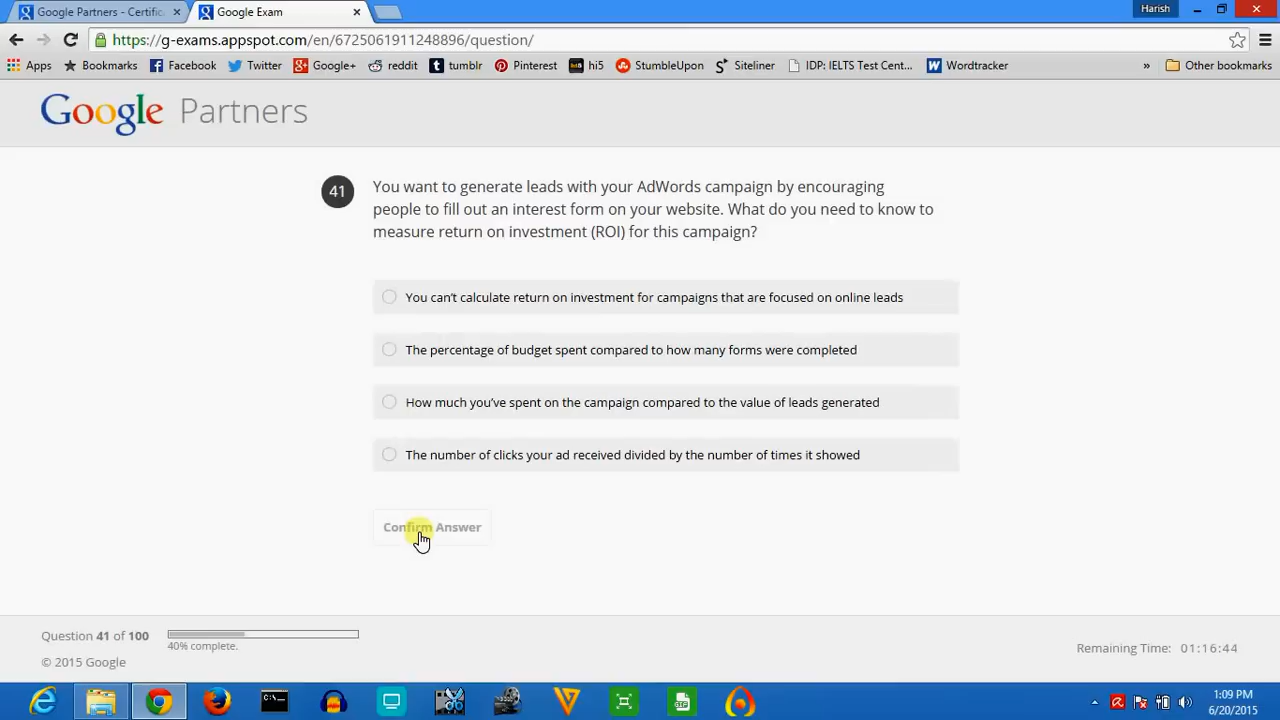 Google Partners - Certific
Google Exam
Harish
https://g-exams.appspot.com/en/6725061911248896/question/
Apps
Bookmarks
Facebook
Twitter
Google+
reddit
tumblr
Pinterest
hi5
StumbleUpon
Siteliner
IDP: IELTS Test Cent...
Wordtracker
»
Other bookmarks
Google Partners
41
You want to generate leads with your AdWords campaign by encouraging
people to fill out an interest form on your website. What do you need to know to
measure return on investment (ROI) for this campaign?
You can’t calculate return on investment for campaigns that are focused on online leads
The percentage of budget spent compared to how many forms were completed
How much you’ve spent on the campaign compared to the value of leads generated
The number of clicks your ad received divided by the number of times it showed
Confirm Answer
Question 41 of 100
40% complete.
© 2015 Google
Remaining Time: 01:16:44
1:09 PM
6/20/2015